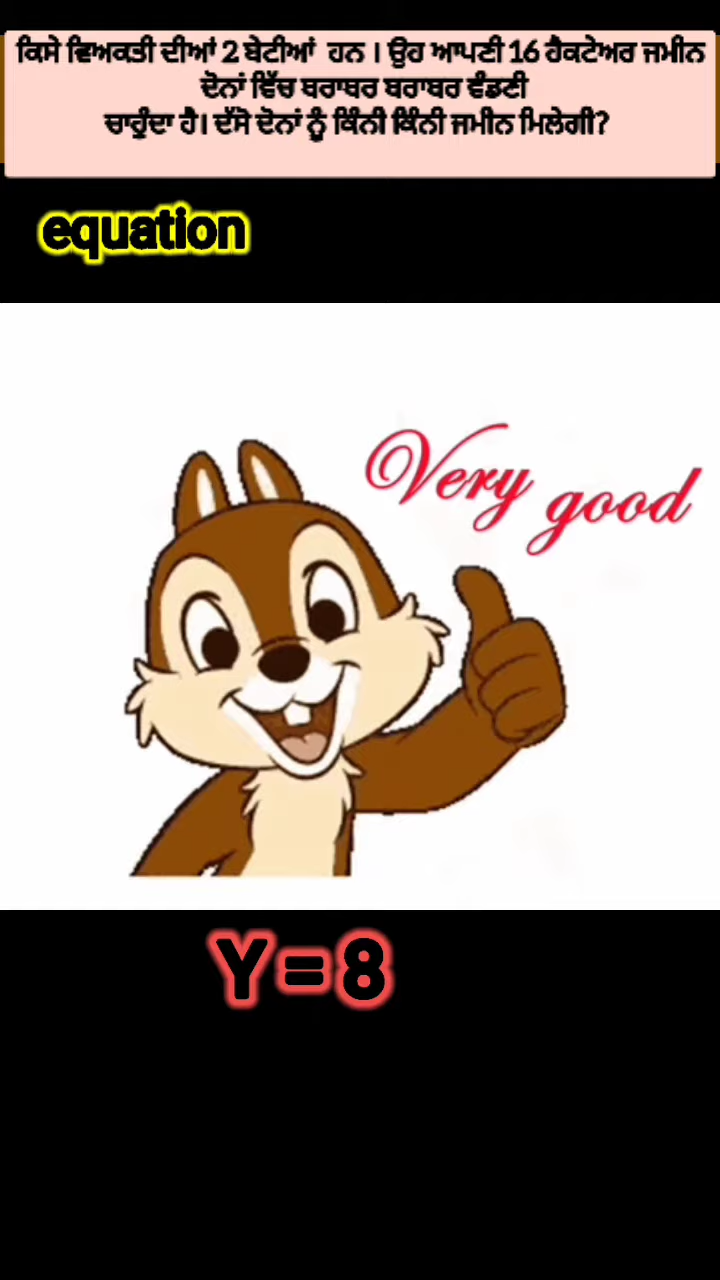 ਕਿਸੇ ਵਿਅਕਤੀ ਦੀਆਂ 2 ਬੇਟੀਆਂ ਹਨ । ਉਹ ਆਪਣੀ 16 ਹੈਕਟੇਅਰ ਜਮੀਨ
ਦੋਨਾਂ ਵਿੱਚ ਬਰਾਬਰ ਬਰਾਬਰ ਵੰਡਣੀ
ਚਾਹੁੰਦਾ ਹੈ। ਦੱਸੋ ਦੋਨਾਂ ਨੂੰ ਕਿੰਨੀ ਕਿੰਨੀ ਜਮੀਨ ਮਿਲੇਗੀ?
equation
Very good
Y=8